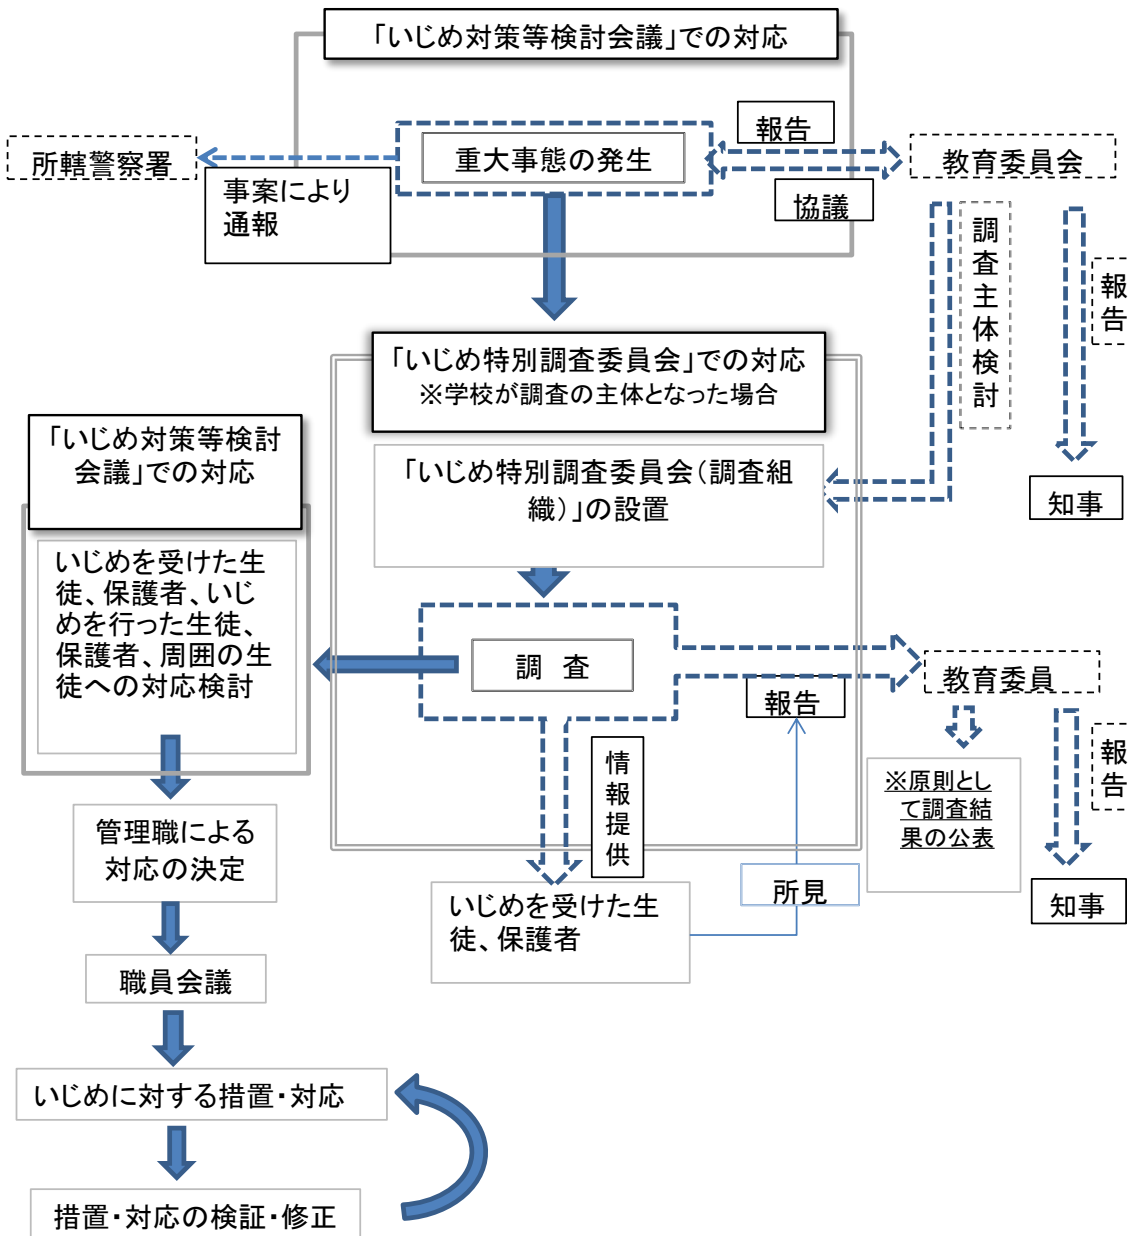 「いじめ対策等検討会議」での対応
報告
重大事態の発生
所轄警察署
教育委員会
事案により
通報
協議
調査主体検討
報告
「いじめ特別調査委員会」での対応
※学校が調査の主体となった場合
「いじめ対策等検討
会議」での対応
「いじめ特別調査委員会(調査組
織)」の設置
知事
いじめを受けた生
徒、保護者、いじ
めを行った生徒、
保護者、周囲の生
徒への対応検討
調 査
教育委員
報告
情報提供
報告
※原則とし
て調査結
果の公表
管理職による
対応の決定
いじめを受けた生
徒、保護者
所見
知事
職員会議
いじめに対する措置・対応
措置・対応の検証・修正